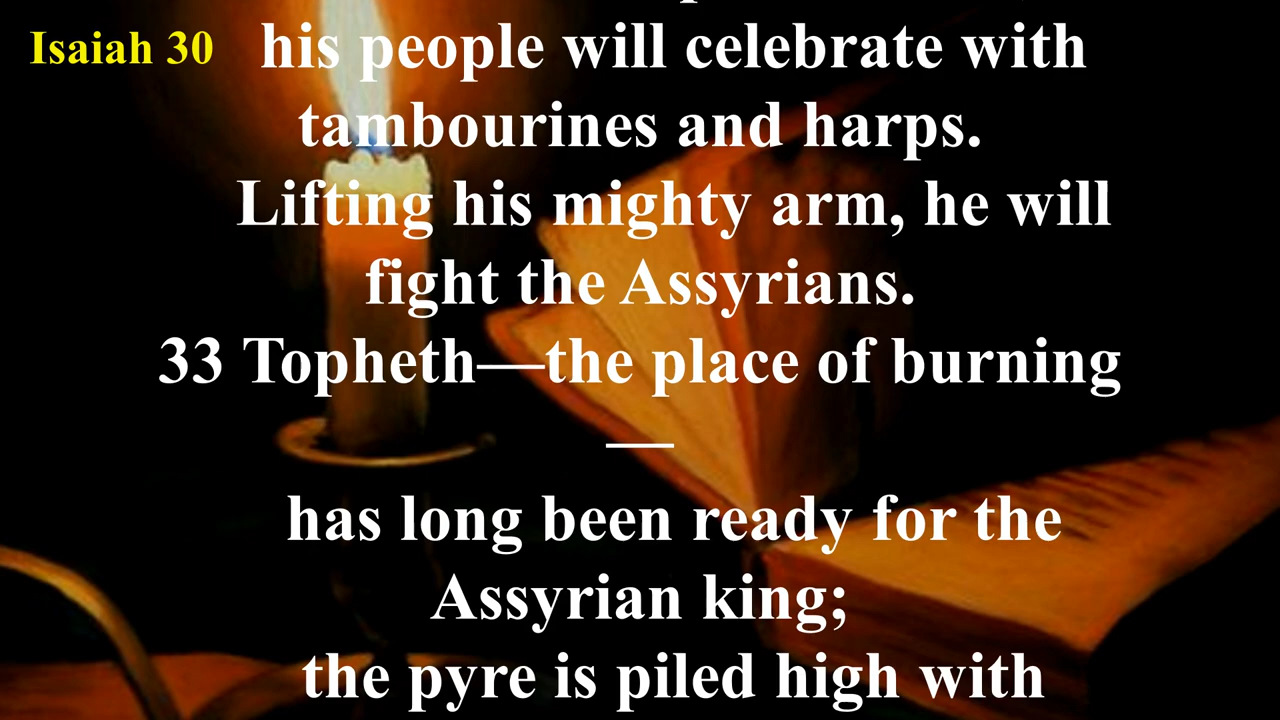 Isaiah 30
his people will celebrate with
tambourines and harps.
Lifting his mighty arm, he will
fight the Assyrians.
33 Topheth—the place of burning
—
has long been ready for the
Assyrian king;
the pyre is piled high with